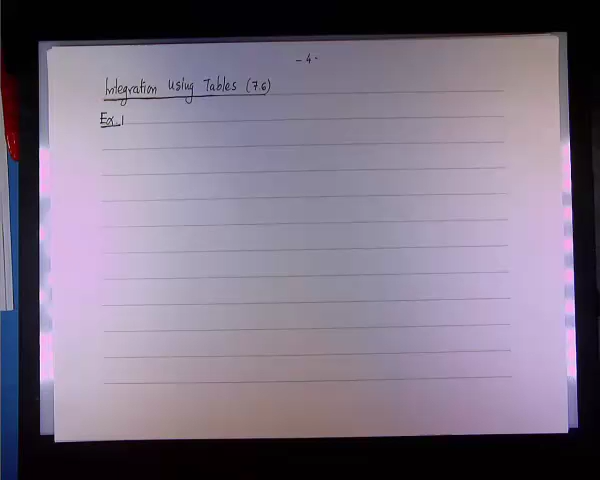 - 4 -
Integration using Tables (7.6)
Ex.1